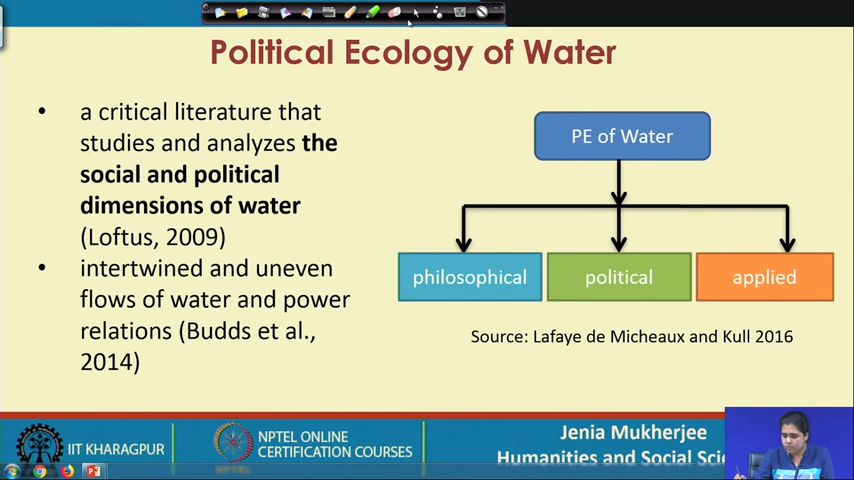 Political Ecology of Water
• a critical literature that
studies and analyzes the
social and political
dimensions of water
(Loftus, 2009)
• intertwined and uneven
flows of water and power
relations (Budds et al.,
2014)
PE of Water
philosophical
political
applied
Source: Lafaye de Micheaux and Kull 2016
IIT KHARAGPUR
NPTEL ONLINE
CERTIFICATION COURSES
NPTEL
Jenia Mukherjee
Humanities and Social Sci